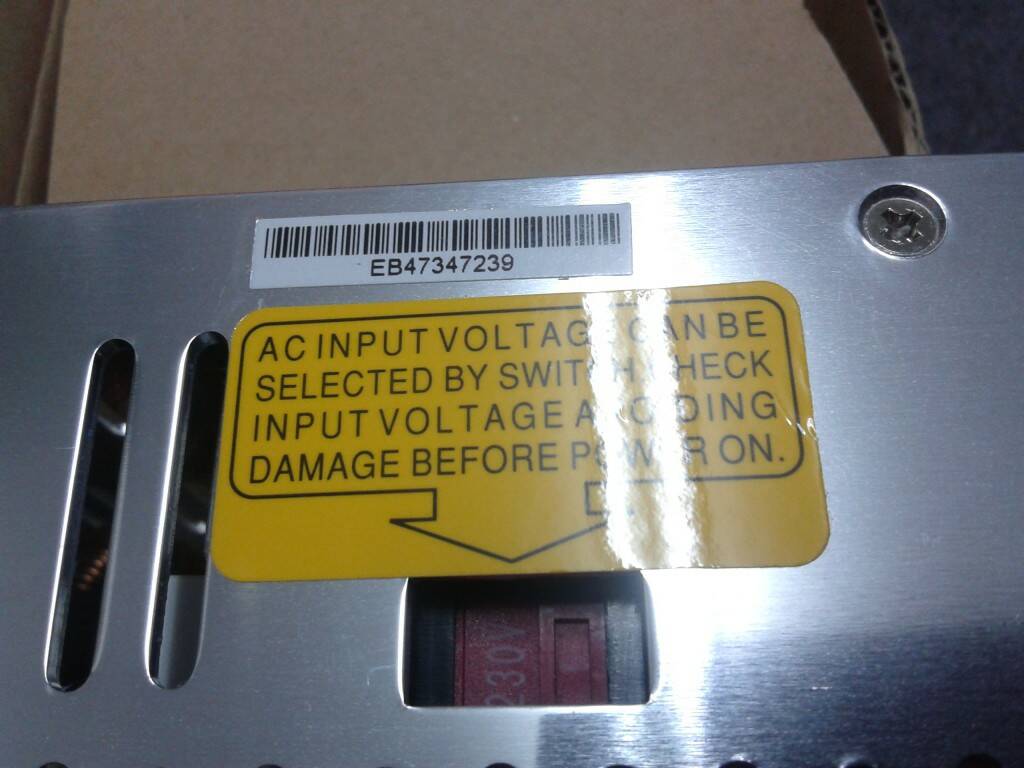 EB47347239
AC INPUT VOLTAGE CAN BE
SELECTED BY SWITCH CHECK
INPUT VOLTAGE AVOIDING
DAMAGE BEFORE POWER ON.
230V